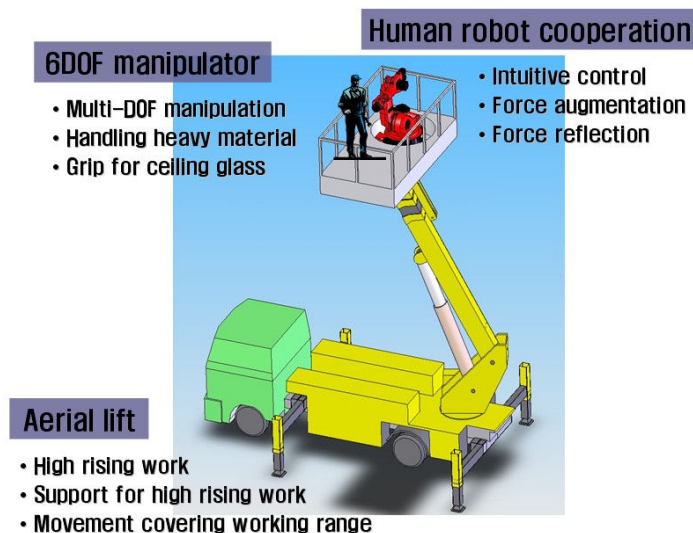 6DOF manipulator
• Multi-DOF manipulation
• Handling heavy material
• Grip for ceiling glass
Human robot cooperation
• Intuitive control
• Force augmentation
• Force reflection
Aerial lift
• High rising work
• Support for high rising work
• Movement covering working range